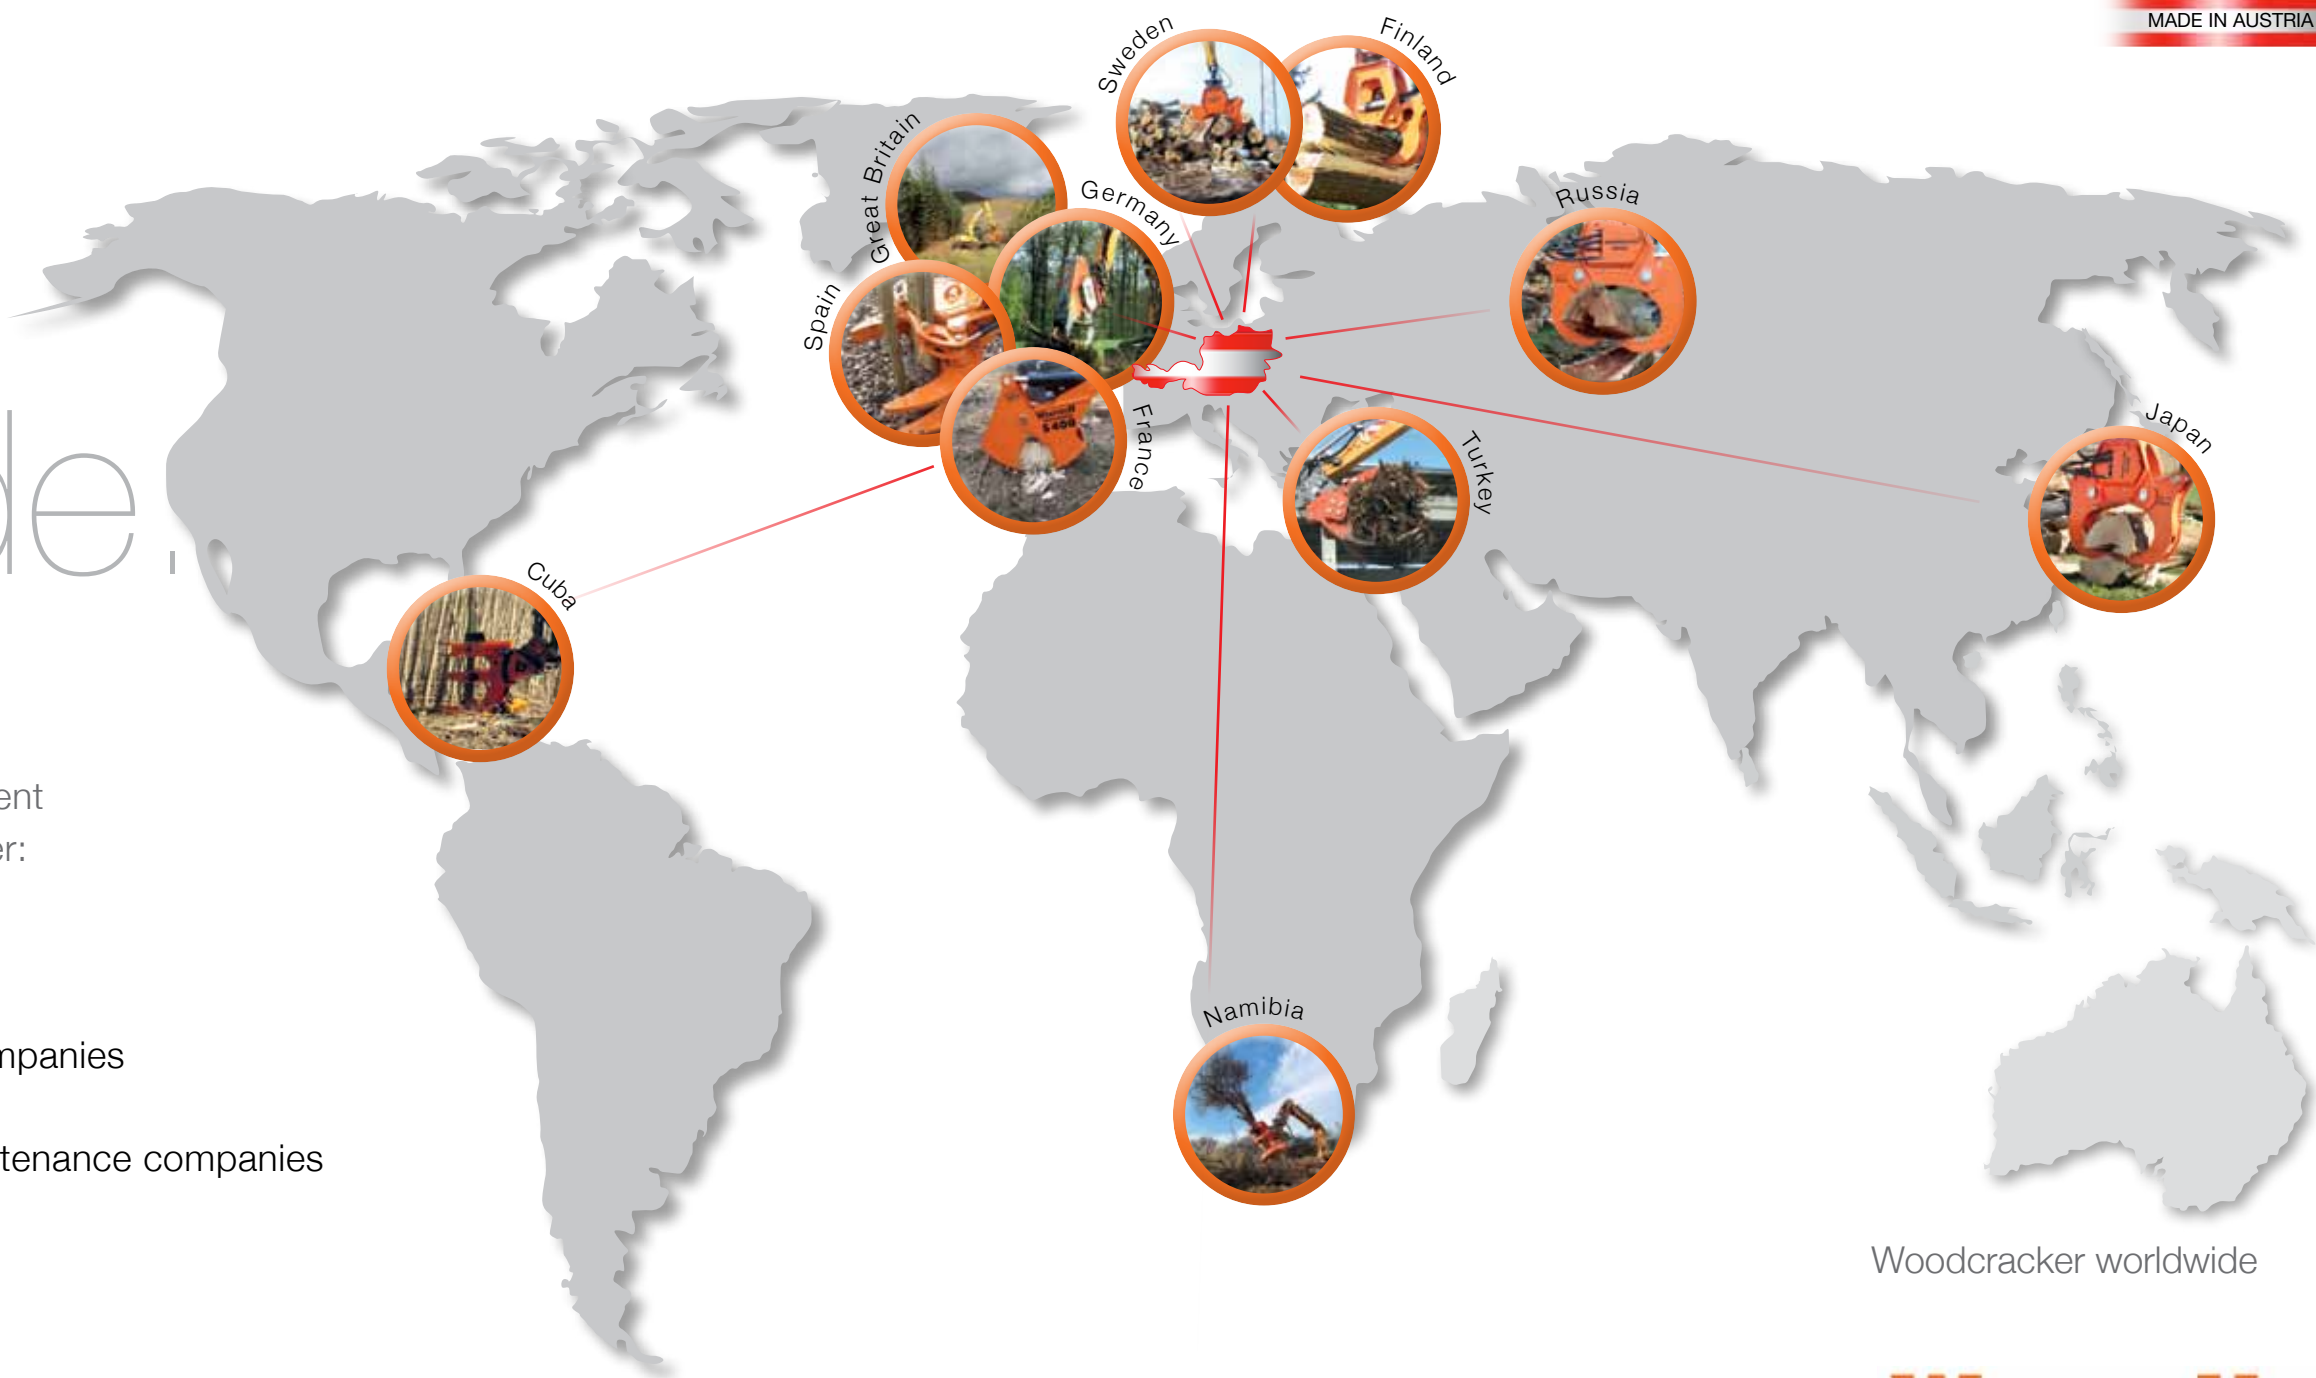 MADE IN AUSTRIA
Sweden
Finland
Great Britain
Germany
Russia
Spain
Japan
France
Turkey
de.
Cuba
ent
er:
Namibia
mpanies
tenance companies
Woodcracker worldwide